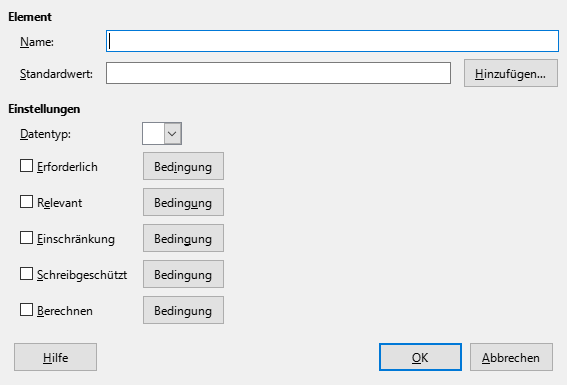 Element
Name:
Standardwert:
Hinzufügen...
Einstellungen
Datentyp:
Erforderlich Bedingung
Relevant Bedingung
Einschränkung Bedingung
Schreibgeschützt Bedingung
Berechnen Bedingung
Hilfe OK Abbrechen